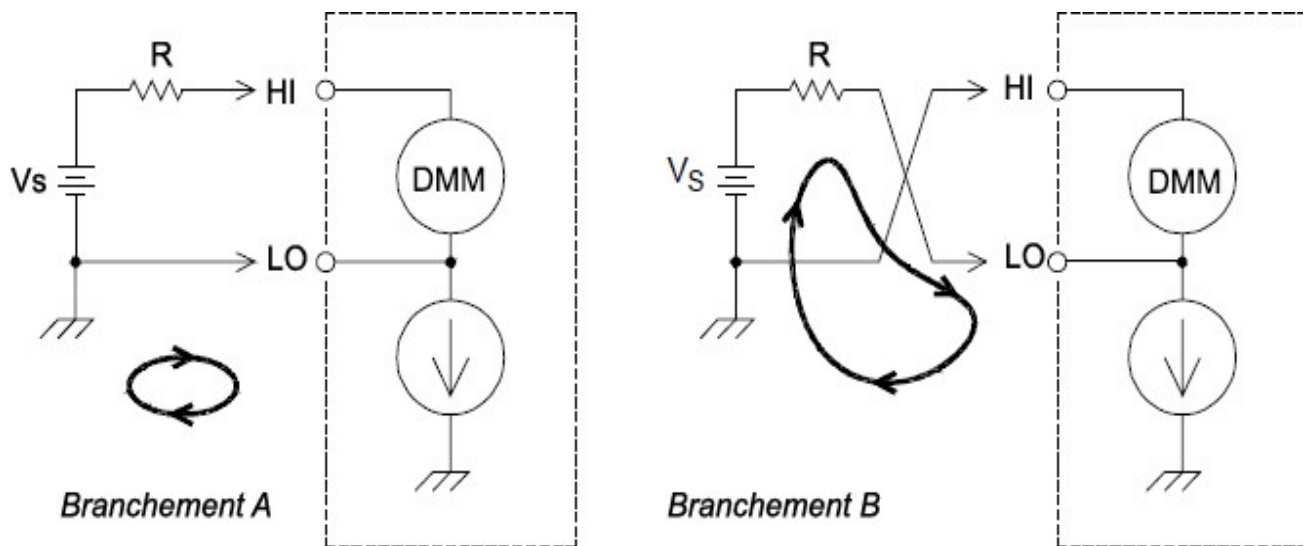 R
HI
DMM
Vs
LO
Branchement A
R
HI
DMM
VS
LO
Branchement B